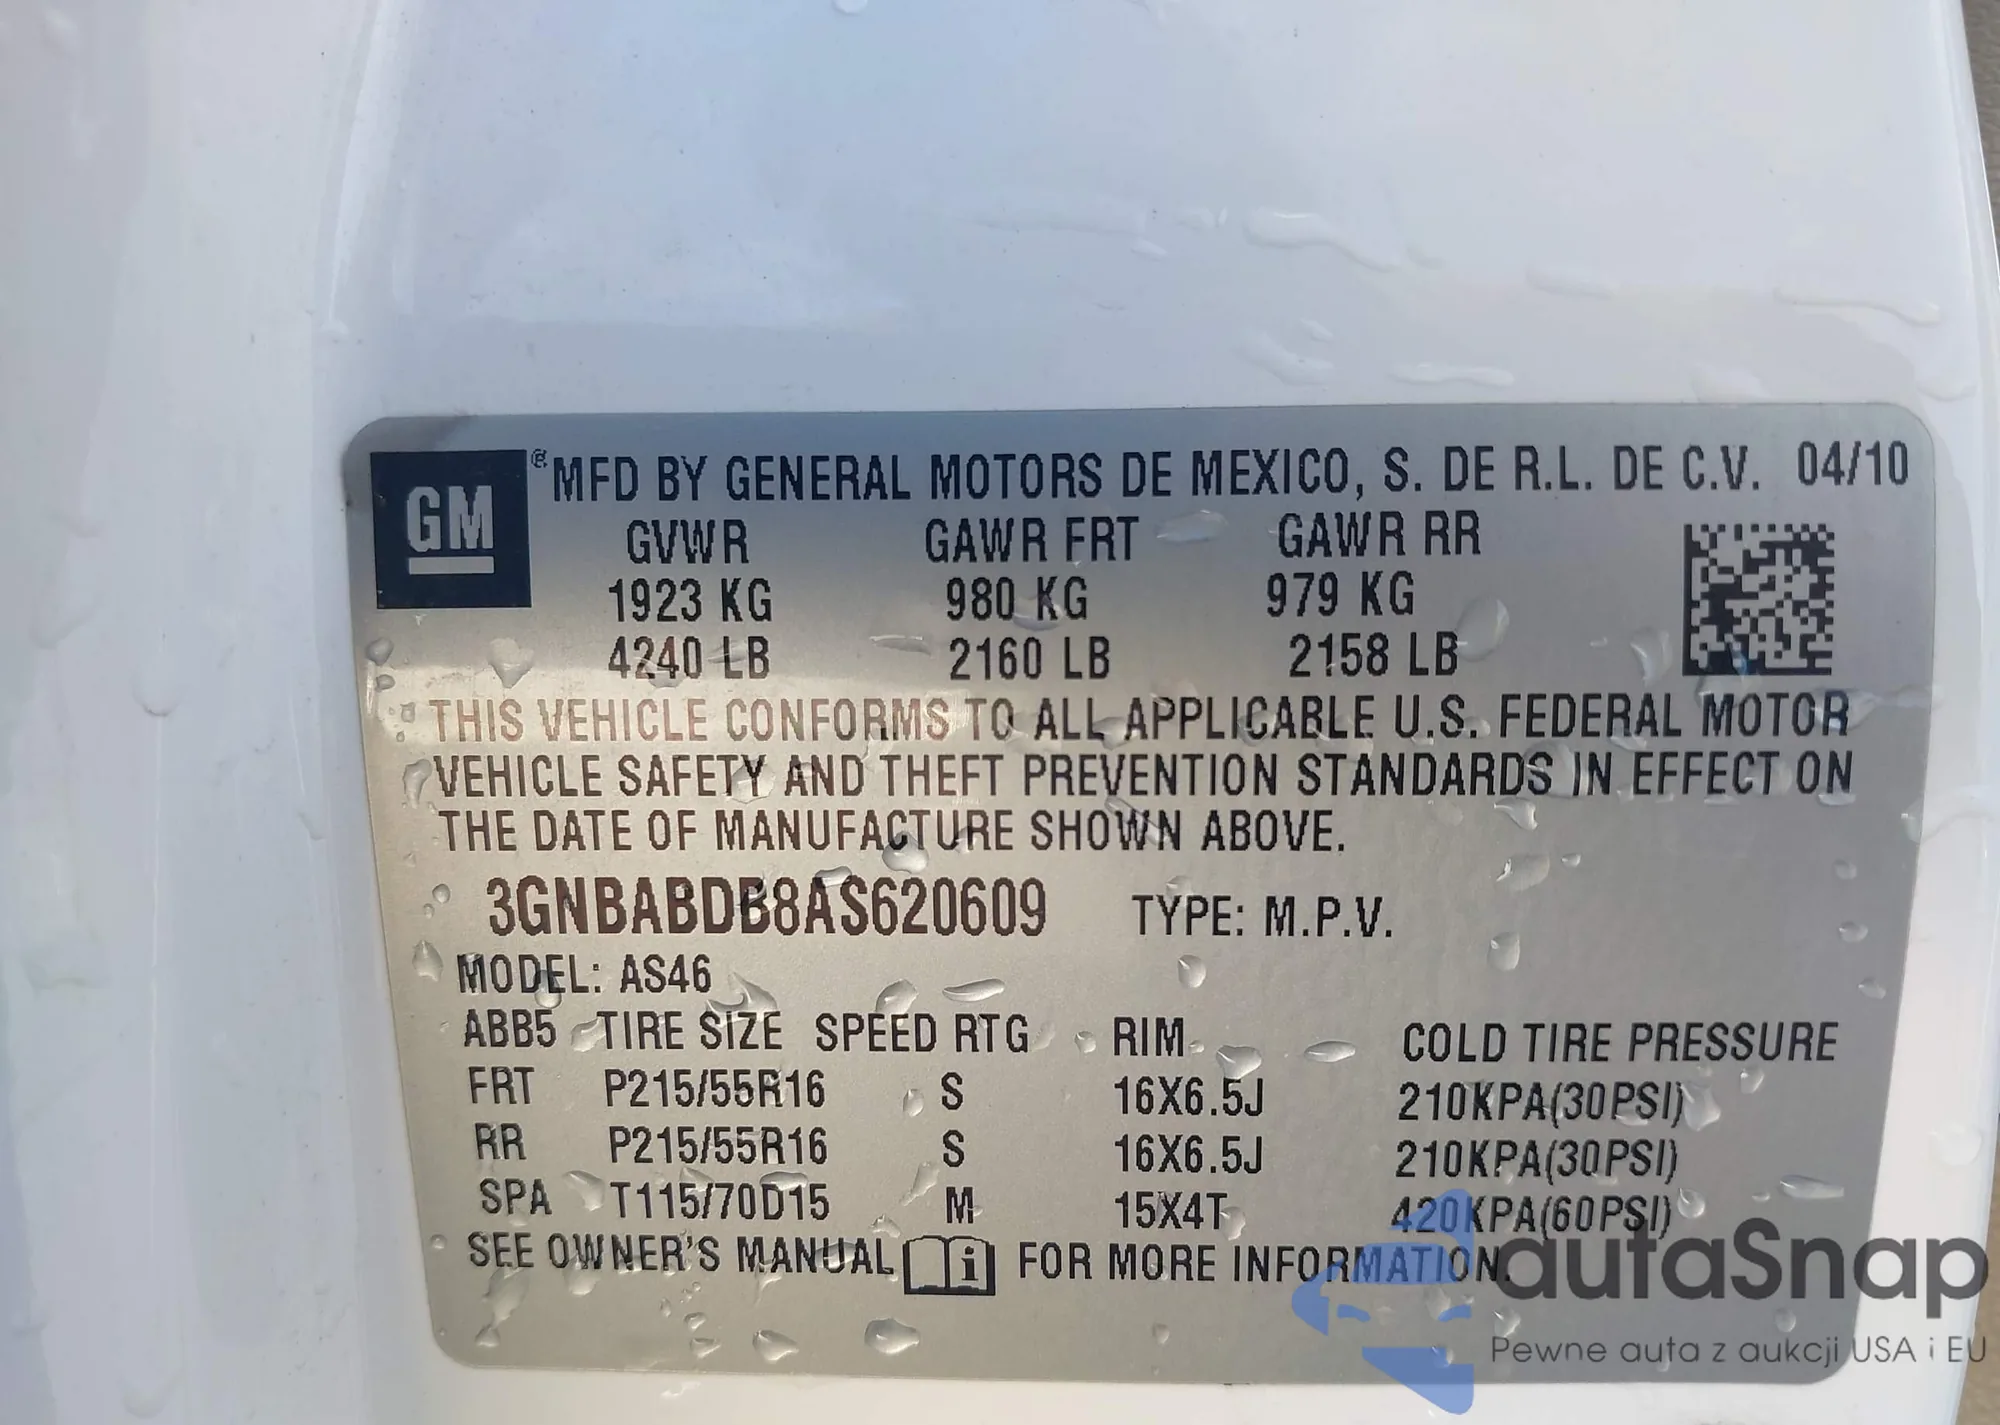 GM ® MFD BY GENERAL MOTORS DE MEXICO, S. DE R.L. DE C.V. 04/10
GVWR GAWR FRT GAWR RR
1923 KG 980 KG 979 KG
4240 LB 2160 LB 2158 LB
THIS VEHICLE CONFORMS TO ALL APPLICABLE U.S. FEDERAL MOTOR
VEHICLE SAFETY AND THEFT PREVENTION STANDARDS IN EFFECT ON
THE DATE OF MANUFACTURE SHOWN ABOVE.
3GNBABDB8AS620609 TYPE: M.P.V.
MODEL: AS46
ABB5 TIRE SIZE SPEED RTG RIM COLD TIRE PRESSURE
FRT P215/55R16 S 16X6.5J 210KPA(30PSI)
RR P215/55R16 S 16X6.5J 210KPA(30PSI)
SPA T115/70D15 M 15X4T 420KPA(60PSI)
SEE OWNER'S MANUAL i FOR MORE INFORMATION.
autaSnap
Pewne auta z aukcji USA i EU